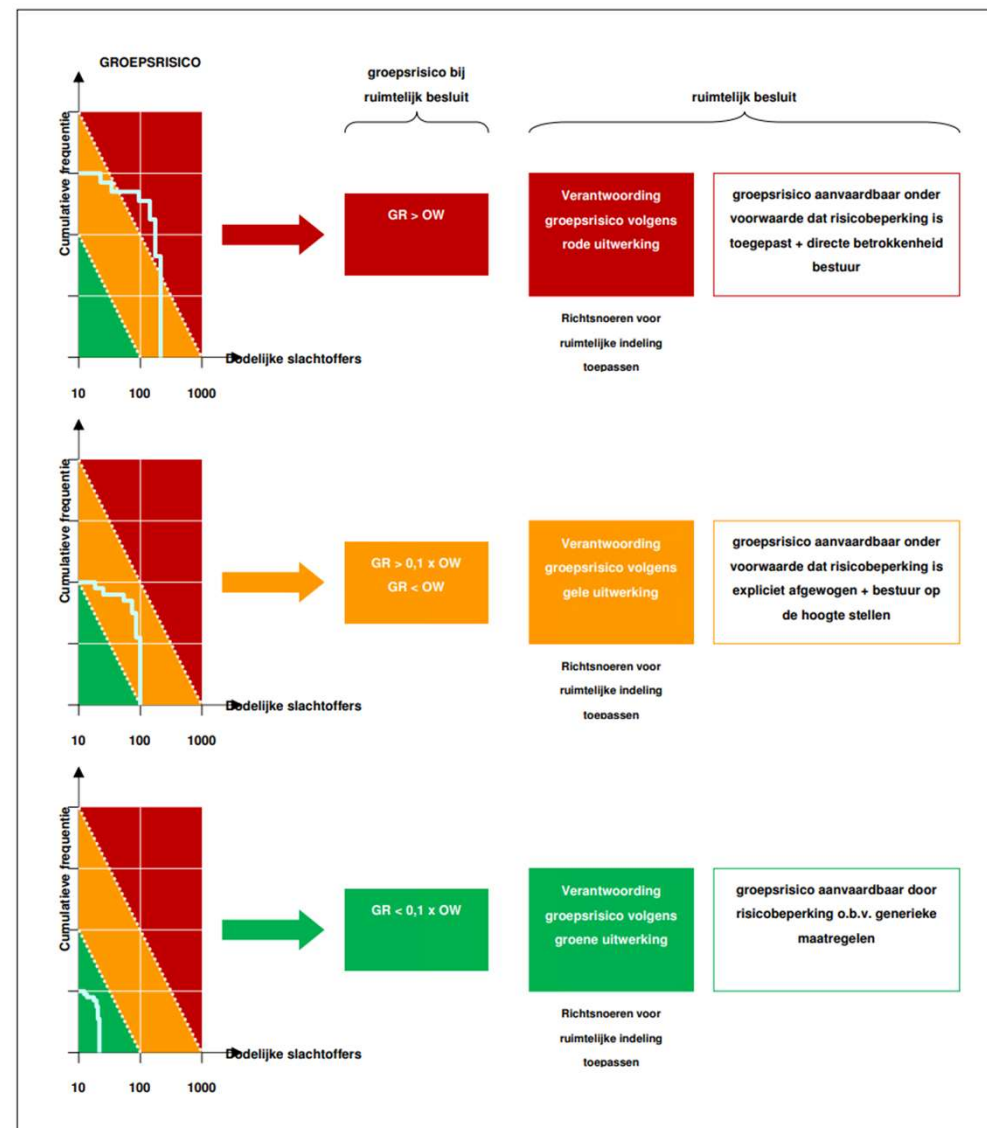 GROEPSRISICO
groepsrisico bij
ruimtelijk besluit
ruimtelijk besluit
Cumulatieve frequentie
GR > OW
Verantwoording
groepsrisico volgens
rode uitwerking
groepsrisico aanvaardbaar onder
voorwaarde dat risicobeperking is
toegepast + directe betrokkenheid
bestuur
Richtsnoeren voor
ruimtelijke indeling
toepassen
Dodelijke slachtoffers
10 100 1000
Cumulatieve frequentie
GR > 0,1 x OW
GR < OW
Verantwoording
groepsrisico volgens
gele uitwerking
groepsrisico aanvaardbaar onder
voorwaarde dat risicobeperking is
expliciet afgewogen + bestuur op
de hoogte stellen
Richtsnoeren voor
ruimtelijke indeling
toepassen
Dodelijke slachtoffers
10 100 1000
Cumulatieve frequentie
GR < 0,1 x OW
Verantwoording
groepsrisico volgens
groene uitwerking
groepsrisico aanvaardbaar door
risicobeperking o.b.v. generieke
maatregelen
Richtsnoeren voor
ruimtelijke indeling
toepassen
Dodelijke slachtoffers
10 100 1000